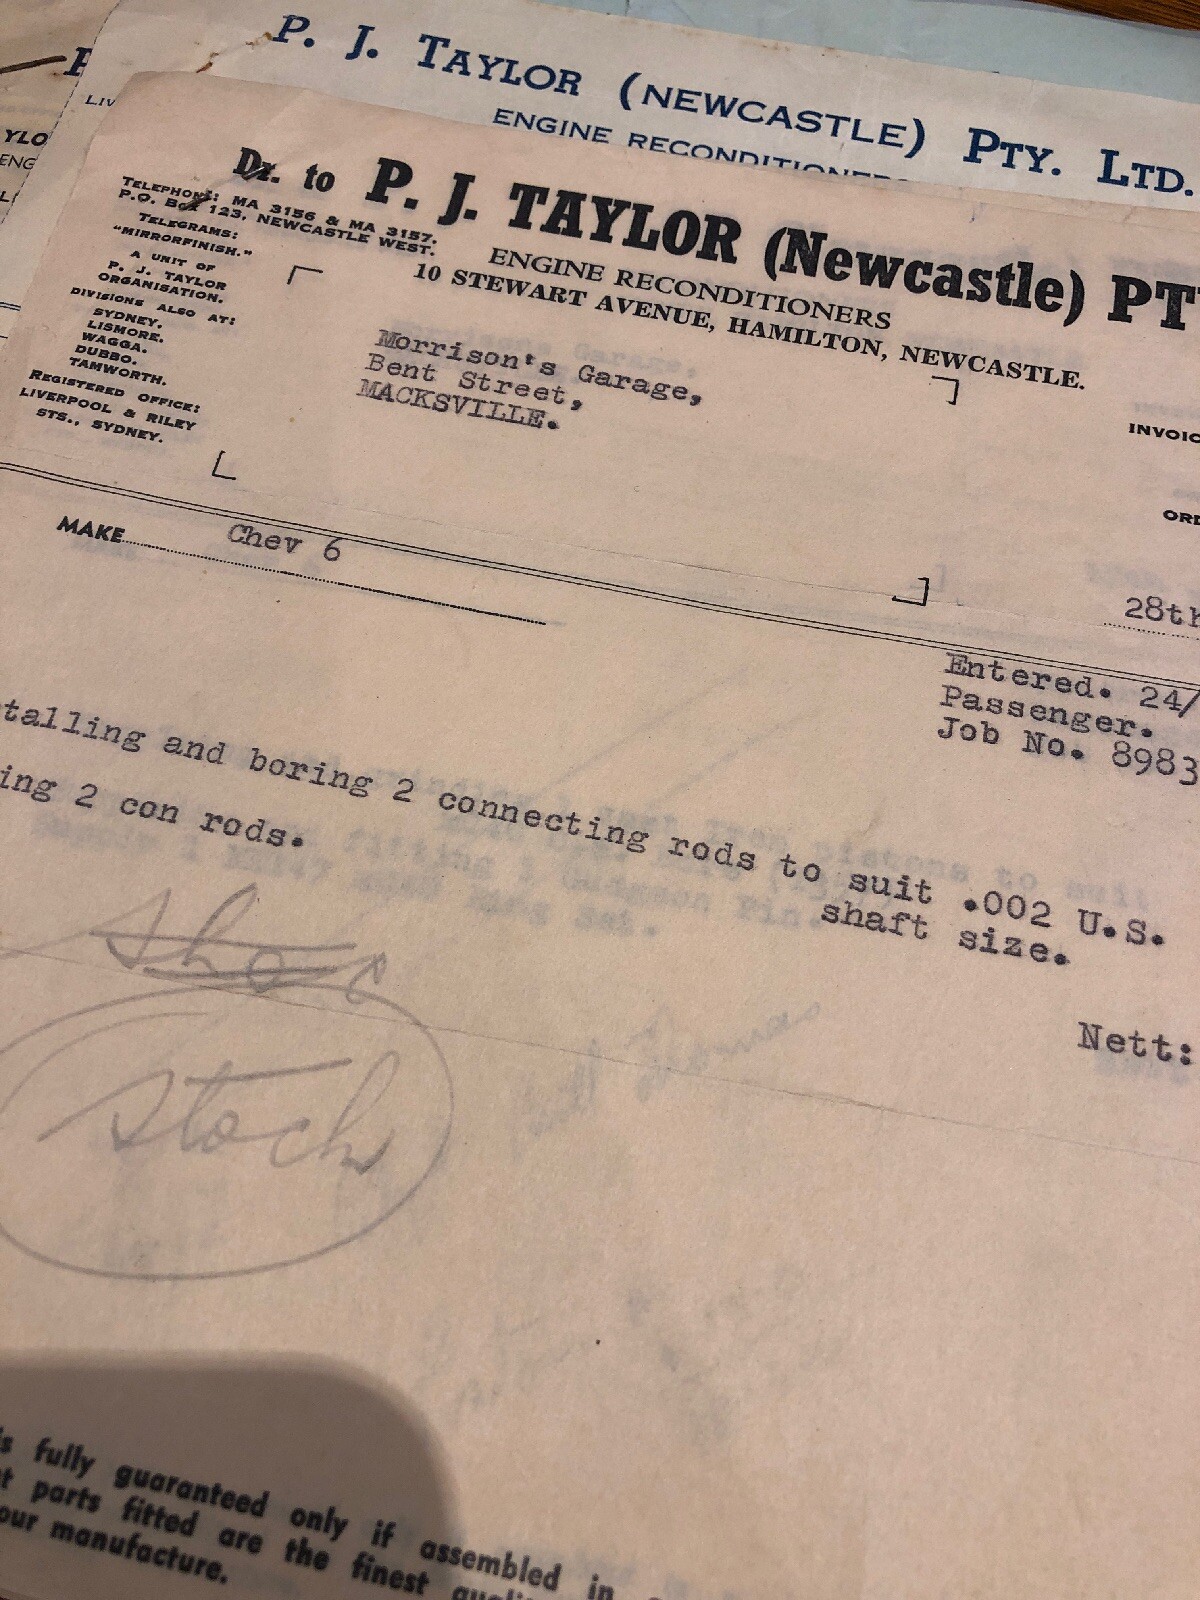 P. J. TAYLOR (NEWCASTLE) PTY. LTD.
ENGINE RECONDITIONERS
LIV
YLO
ENG
Dr. to P. J. TAYLOR (Newcastle) PT
ENGINE RECONDITIONERS
10 STEWART AVENUE, HAMILTON, NEWCASTLE.
TELEPHONE: MA 3156 & MA 3157.
P.O. BOX 123, NEWCASTLE WEST.
TELEGRAMS:
"MIRRORFINISH."
A UNIT OF
P. J. TAYLOR
ORGANISATION.
DIVISIONS ALSO AT:
SYDNEY.
LISMORE.
WAGGA.
DUBBO.
TAMWORTH.
REGISTERED OFFICE:
LIVERPOOL & RILEY
STS., SYDNEY.
Morrison's Garage,
Bent Street,
MACKSVILLE.
INVOIC
ORD
MAKE Chev 6
28th
Entered. 24/
Passenger.
Job No. 8983
talling and boring 2 connecting rods to suit .002 U.S.
shaft size.
ing 2 con rods.
Nett:
Stock
s fully guaranteed only if assembled in
t parts fitted are the finest
our manufacture.